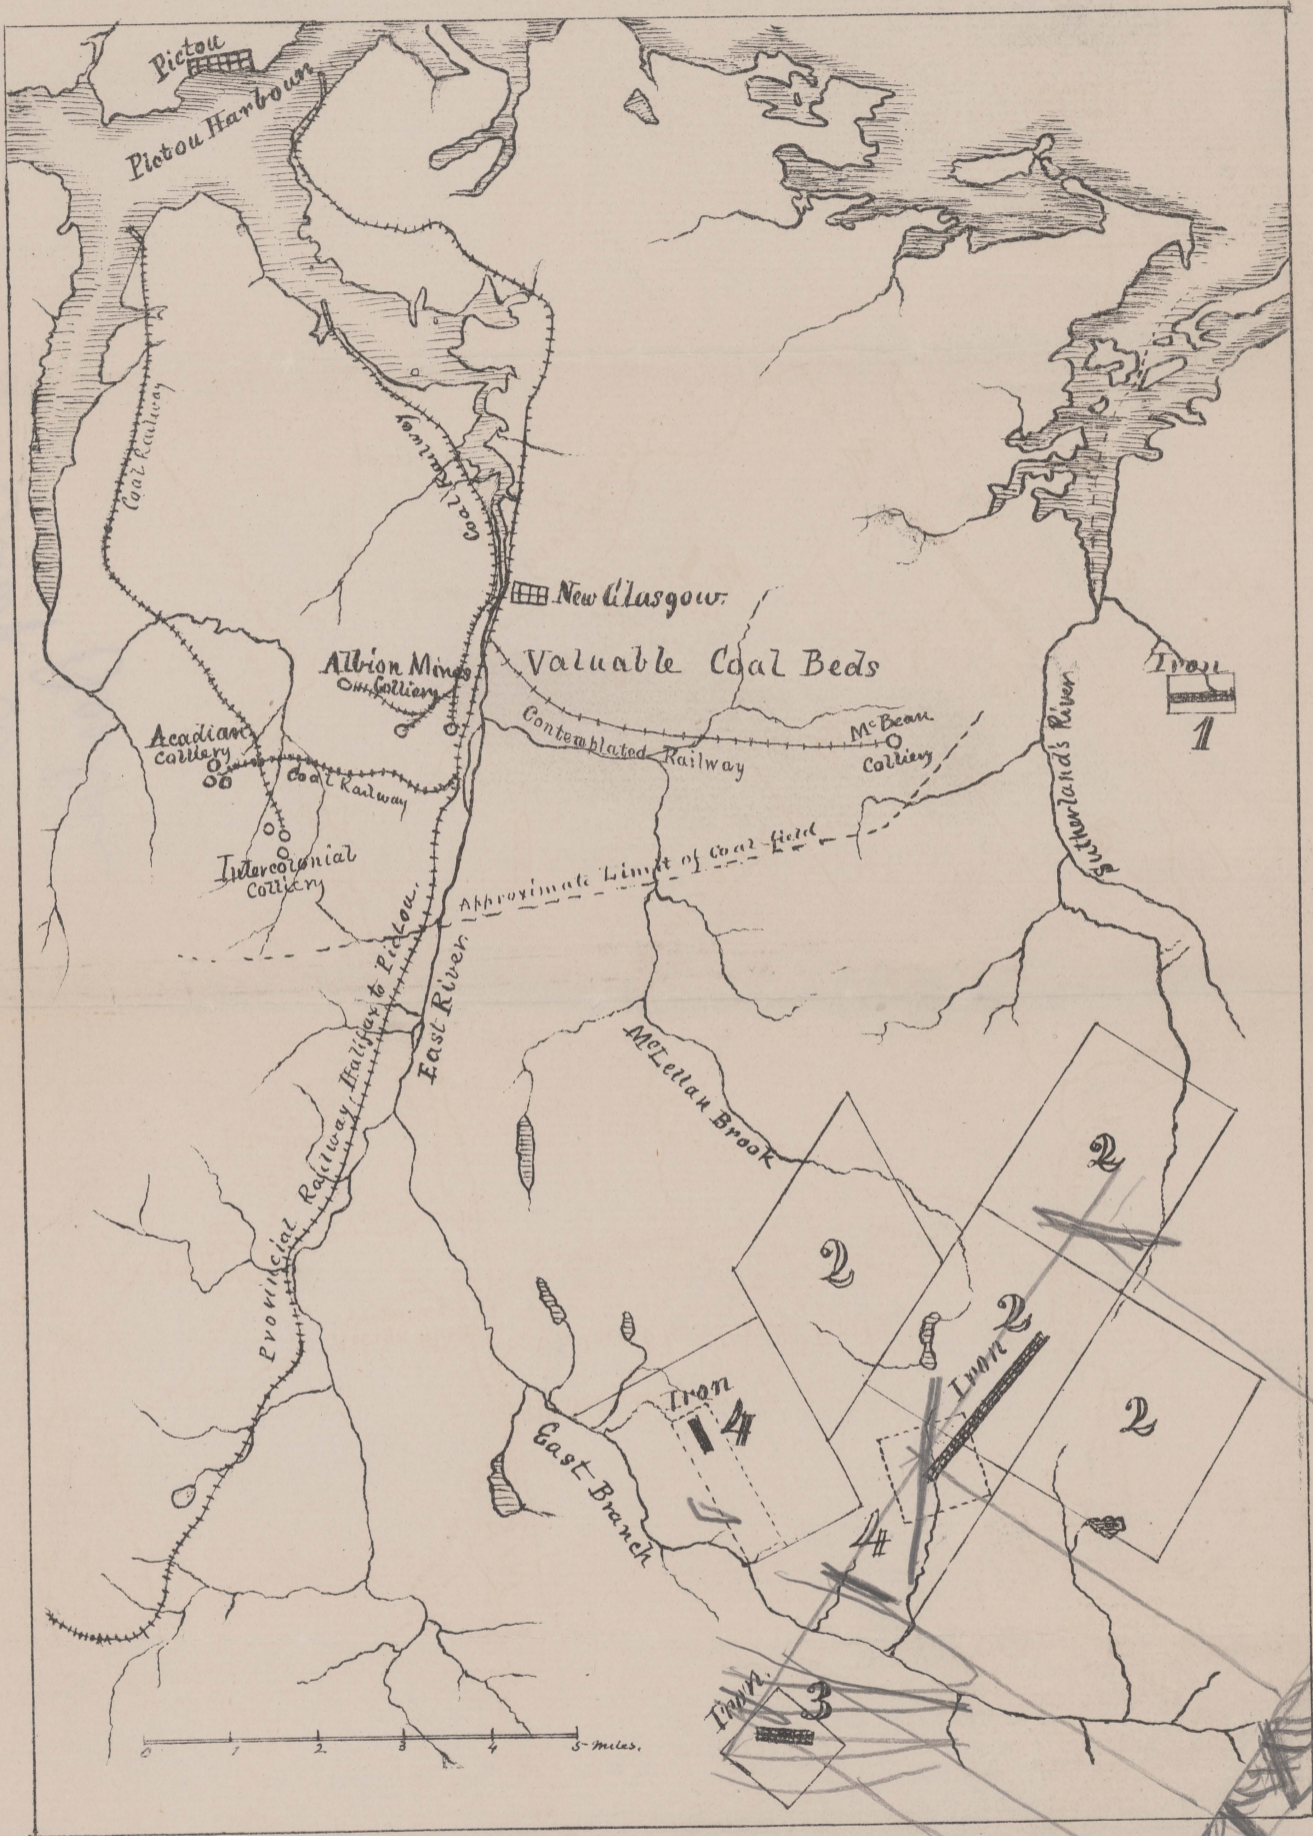 Pictou
Pictou Harbour
Coal Railway
Coal Railway
New Glasgow.
Albion Mines
Colliery
Valuable Coal Beds
Iron
1
Acadian
Colliery
Contemplated Railway
McBean
Colliery
Coal Railway
Sutherland's River
Intercolonial
Colliery
Approximate Limit of Coal field
Provincial Railway Halifax to Pictou.
East River
McLellan Brook
2
2
2
Iron
2
Iron
4
East Branch
4
Iron.
3
0 1 2 3 4 5 miles.